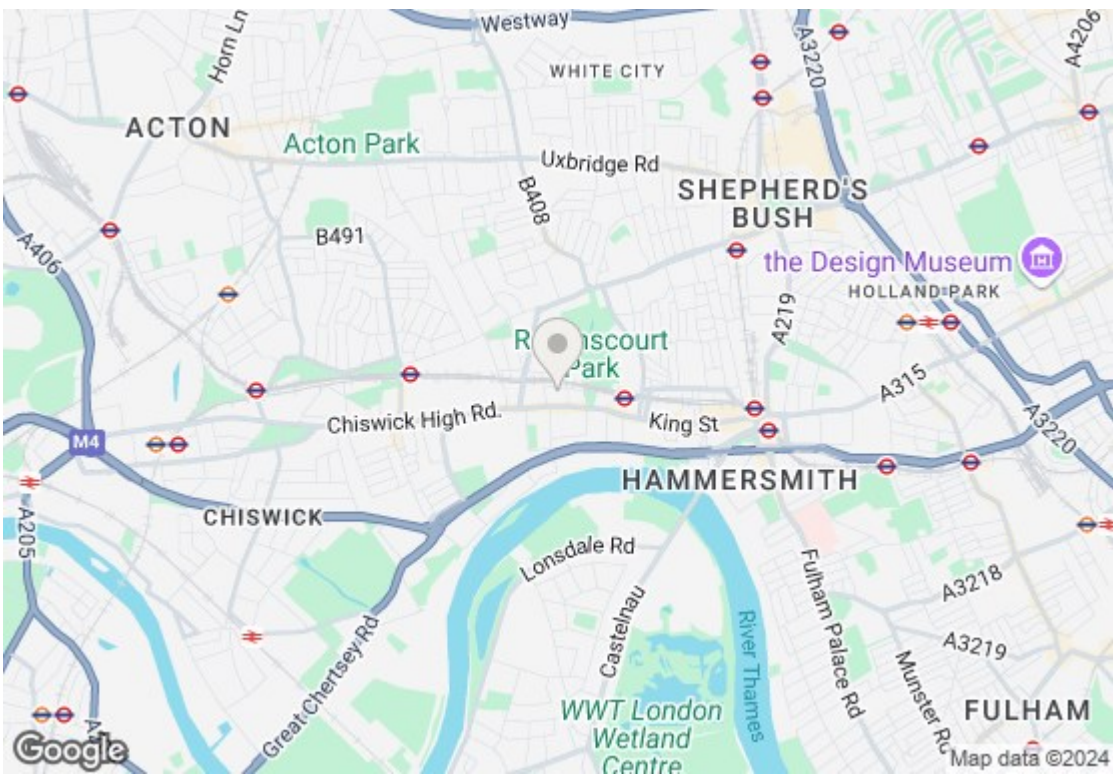 Westway
A3220
A4206
Horn Ln
WHITE CITY
ACTON
Acton Park
Uxbridge Rd
B408
SHEPHERD'S
BUSH
B491
A406
the Design Museum
HOLLAND PARK
A219
Park
A315
Chiswick High Rd.
King St
A3220
M4
HAMMERSMITH
CHISWICK
A205
Lonsdale Rd
Castelnau
Fulham Palace Rd
A3218
A3219
River Thames
Great Chertsey Rd
Munster Rd
WWT London
Wetland
Centre
FULHAM
Google
Map data ©2024